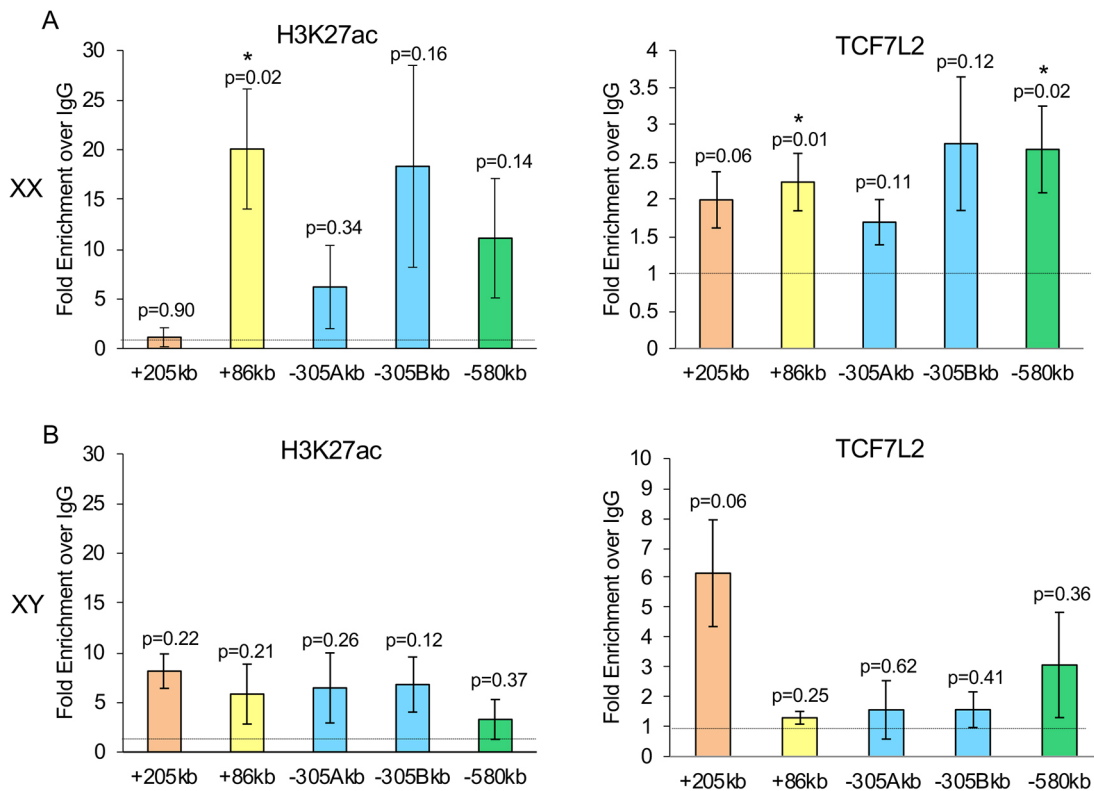 A
H3K27ac
TCF7L2
XX
Fold Enrichment over IgG
30
25
20
15
10
5
0
p=0.90
*
p=0.02
p=0.34
p=0.16
p=0.14
+205kb +86kb -305Akb -305Bkb -580kb
Fold Enrichment over IgG
4
3.5
3
2.5
2
1.5
1
0.5
0
p=0.06
*
p=0.01
p=0.11
p=0.12
*
p=0.02
+205kb +86kb -305Akb -305Bkb -580kb
B
H3K27ac
TCF7L2
XY
Fold Enrichment over IgG
30
25
20
15
10
5
0
p=0.22
p=0.21
p=0.26
p=0.12
p=0.37
+205kb +86kb -305Akb -305Bkb -580kb
Fold Enrichment over IgG
10
9
8
7
6
5
4
3
2
1
0
p=0.06
p=0.25
p=0.62
p=0.41
p=0.36
+205kb +86kb -305Akb -305Bkb -580kb